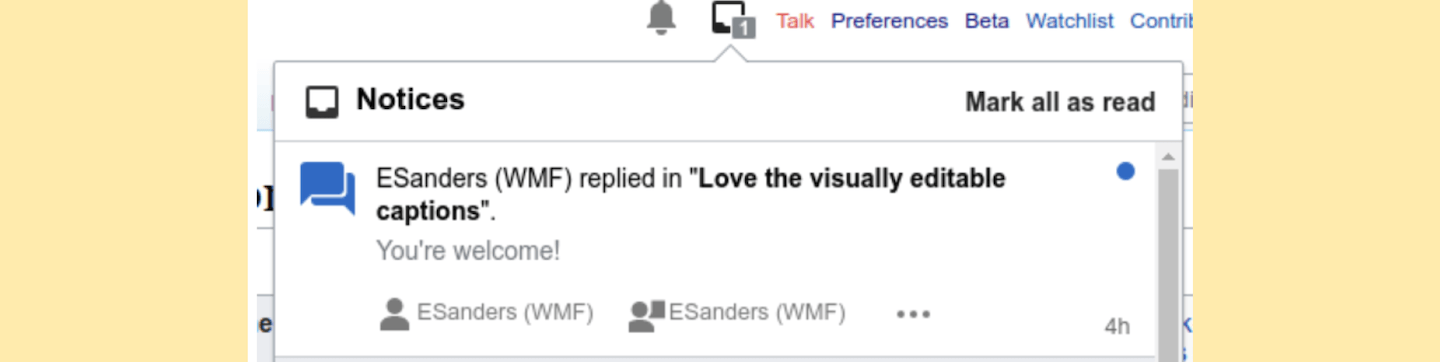 1 Talk Preferences Beta Watchlist Contrib
Notices Mark all as read
ESanders (WMF) replied in "Love the visually editable
captions".
You're welcome!
ESanders (WMF) ESanders (WMF)
4h